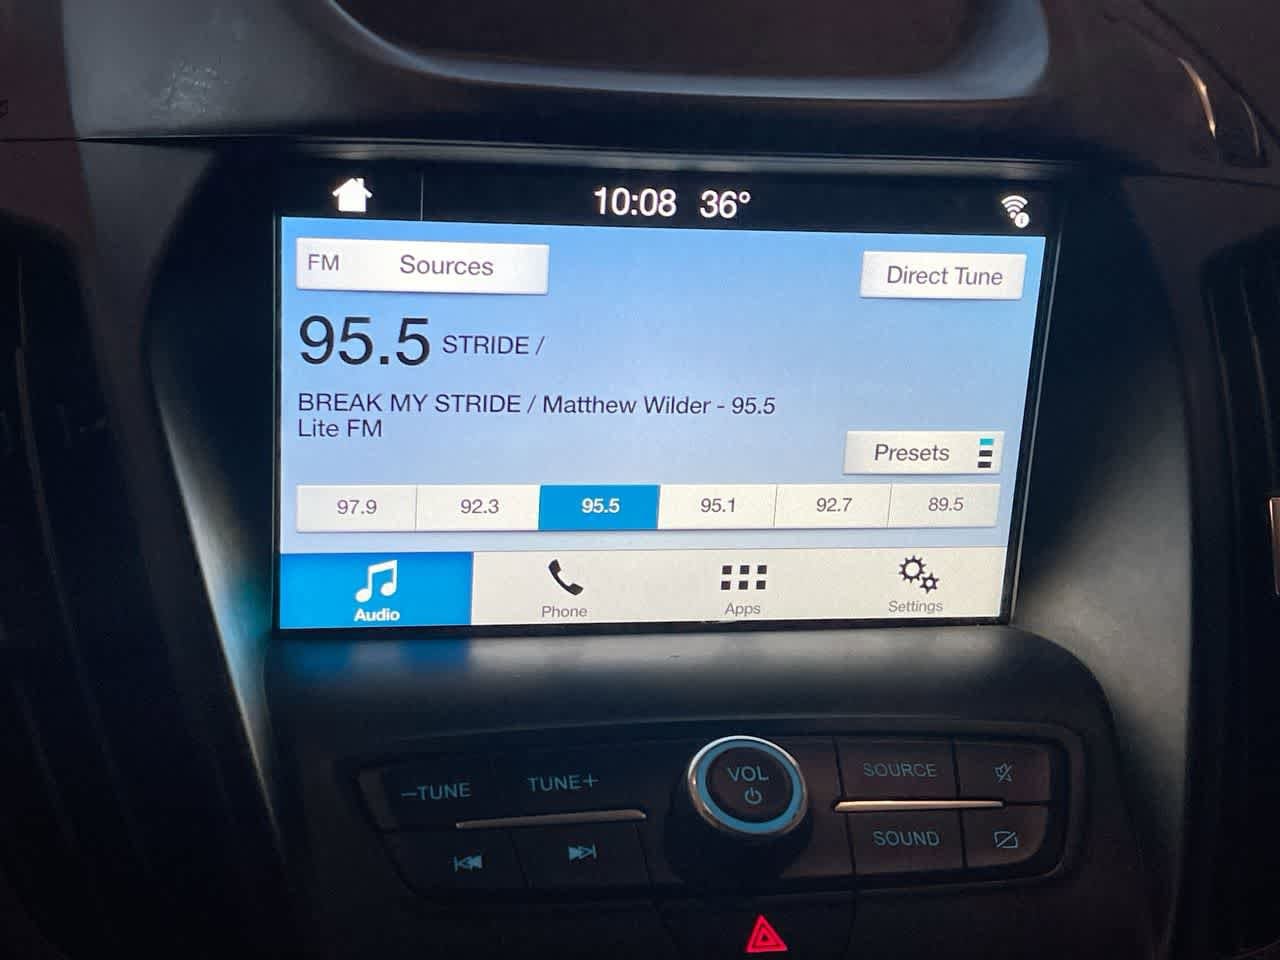 10:08 36°
FM Sources
Direct Tune
95.5 STRIDE /
BREAK MY STRIDE / Matthew Wilder - 95.5
Lite FM
Presets
97.9 92.3 95.5 95.1 92.7 89.5
Audio Phone Apps Settings
-TUNE TUNE+ VOL SOURCE
SOUND